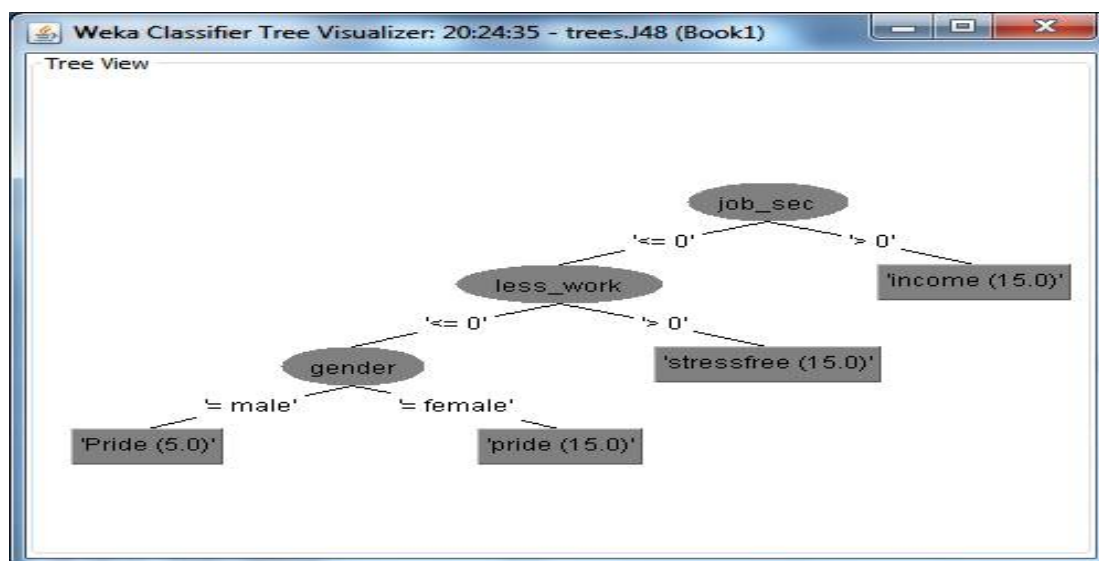 Weka Classifier Tree Visualizer: 20:24:35 - trees.J48 (Book1)
Tree View
job_sec
'<= 0' '> 0'
less_work 'income (15.0)'
'<= 0' '> 0'
gender 'stressfree (15.0)'
'= male' '= female'
'Pride (5.0)' 'pride (15.0)'